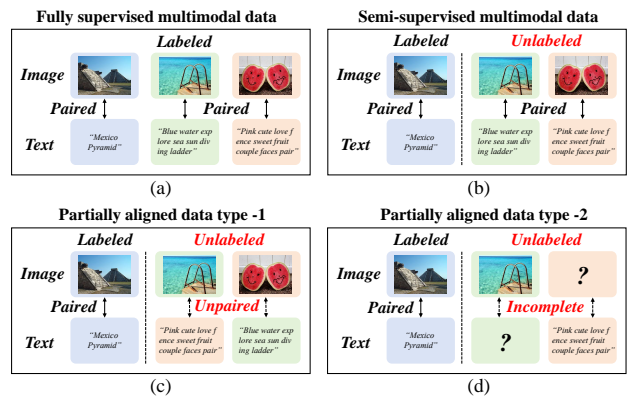 Fully supervised multimodal data
Labeled
Image
Paired
Paired
Text
“Mexico
Pyramid”
“Blue water exp
lore sea sun div
ing ladder”
“Pink cute love f
ence sweet fruit
couple faces pair”
(a)
Semi-supervised multimodal data
Labeled
Unlabeled
Image
Paired
Paired
Text
“Mexico
Pyramid”
“Blue water exp
lore sea sun div
ing ladder”
“Pink cute love f
ence sweet fruit
couple faces pair”
(b)
Partially aligned data type -1
Labeled
Unlabeled
Image
Paired
Unpaired
Text
“Mexico
Pyramid”
“Pink cute love f
ence sweet fruit
couple faces pair”
“Blue water exp
lore sea sun div
ing ladder”
(c)
Partially aligned data type -2
Labeled
Unlabeled
Image
?
Paired
Incomplete
Text
“Mexico
Pyramid”
?
“Pink cute love f
ence sweet fruit
couple faces pair”
(d)